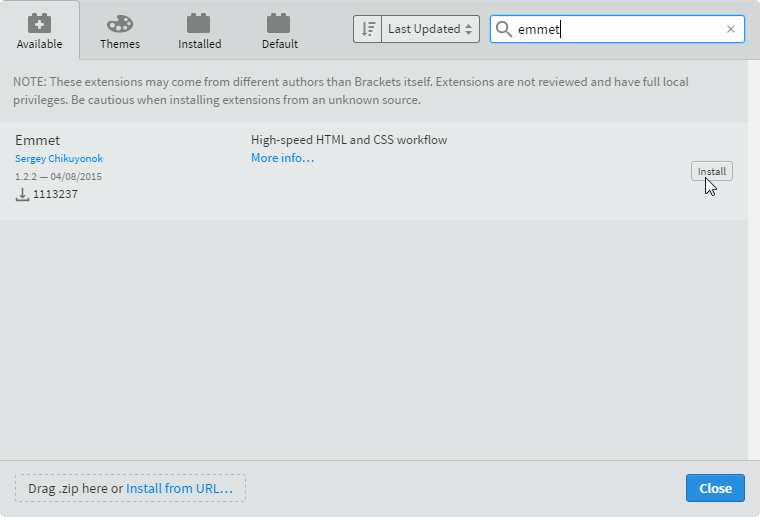 Available
Themes
Installed
Default
Last Updated
emmet
NOTE: These extensions may come from different authors than Brackets itself. Extensions are not reviewed and have full local
privileges. Be cautious when installing extensions from an unknown source.
Emmet
High-speed HTML and CSS workflow
Sergey Chikuyonok
More info…
1.2.2 — 04/08/2015
Install
1113237
Drag .zip here or Install from URL…
Close